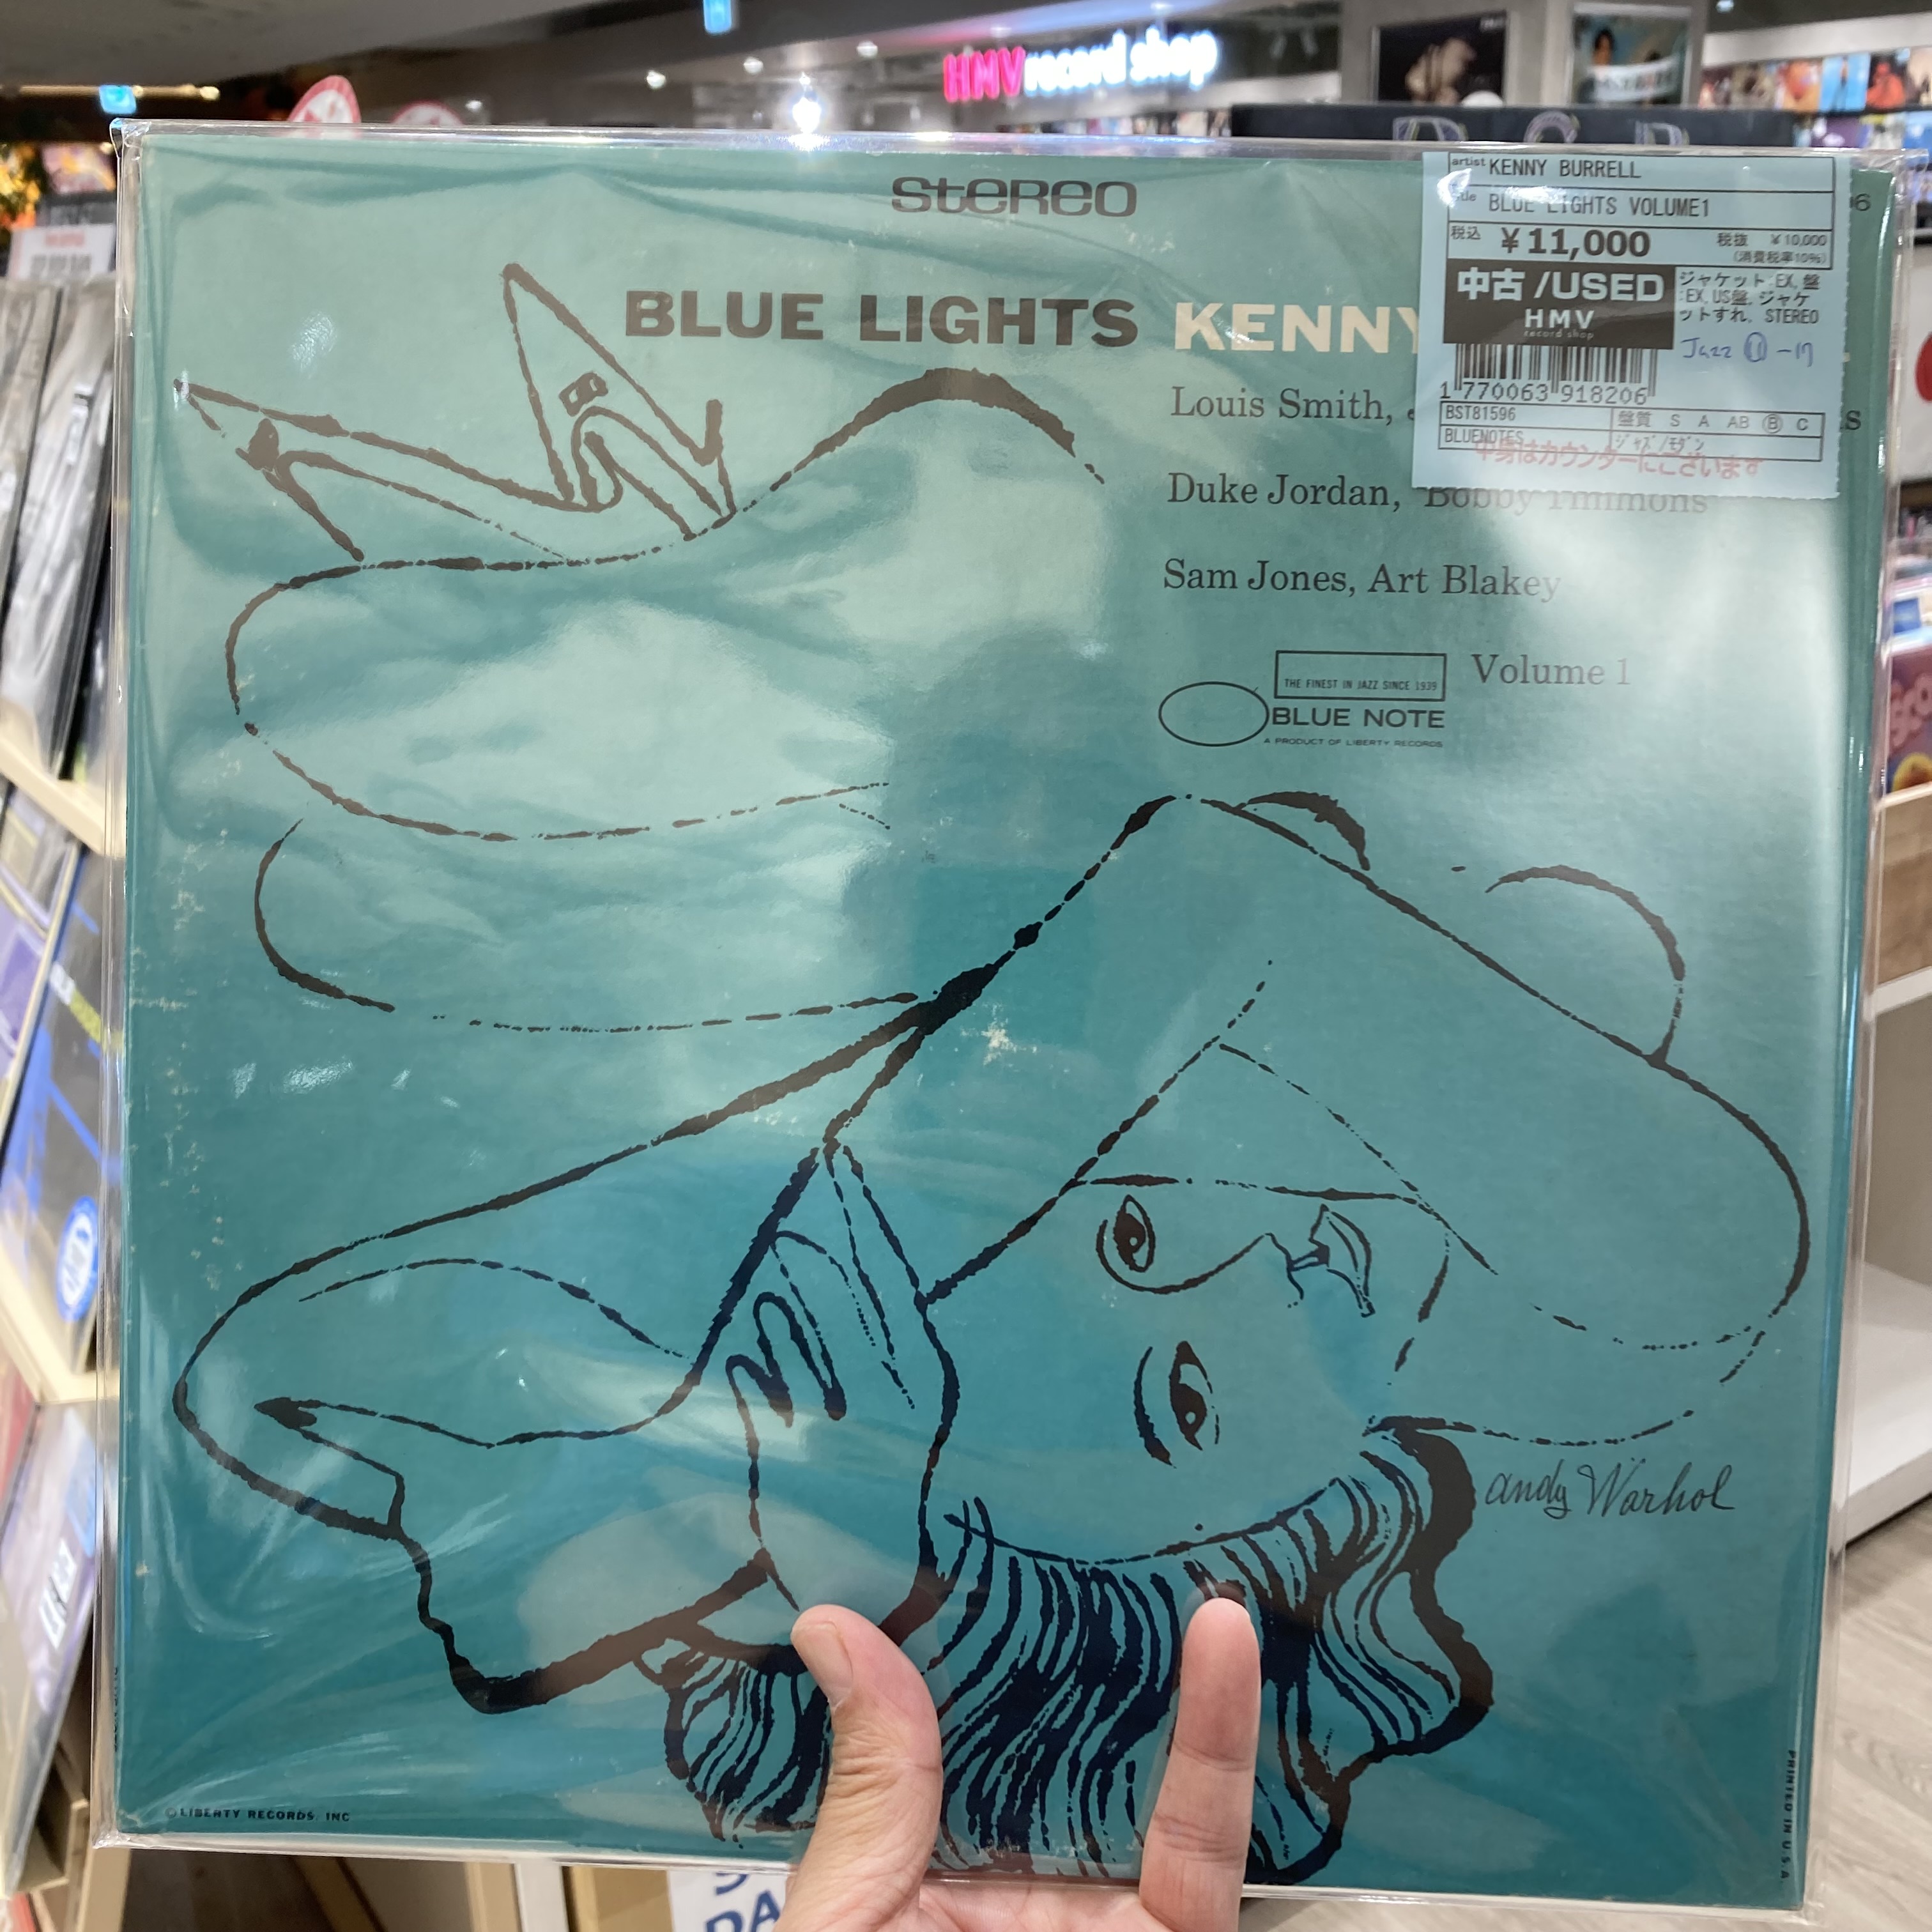 HMV record shop
stereo
BLUE LIGHTS KENNY
Louis Smith,
Duke Jordan, Bobby Timmons
Sam Jones, Art Blakey
Volume 1
THE FINEST IN JAZZ SINCE 1939
BLUE NOTE
A PRODUCT OF LIBERTY RECORDS
artist KENNY BURRELL
title BLUE LIGHTS VOLUME1
税込 ¥11,000 税抜 ¥10,000
(消費税率10%)
中古/USED
HMV
record shop
ジャケット:EX, 盤
:EX, US盤, ジャケ
ットすれ, STEREO
Jazz ⑪-17
1 770063 918206
BST81596 盤質 S A AB Ⓑ C
BLUENOTES ジャズ/モダン
中身はカウンターにございます
andy Warhol
© LIBERTY RECORDS, INC
PRINTED IN U.S.A.